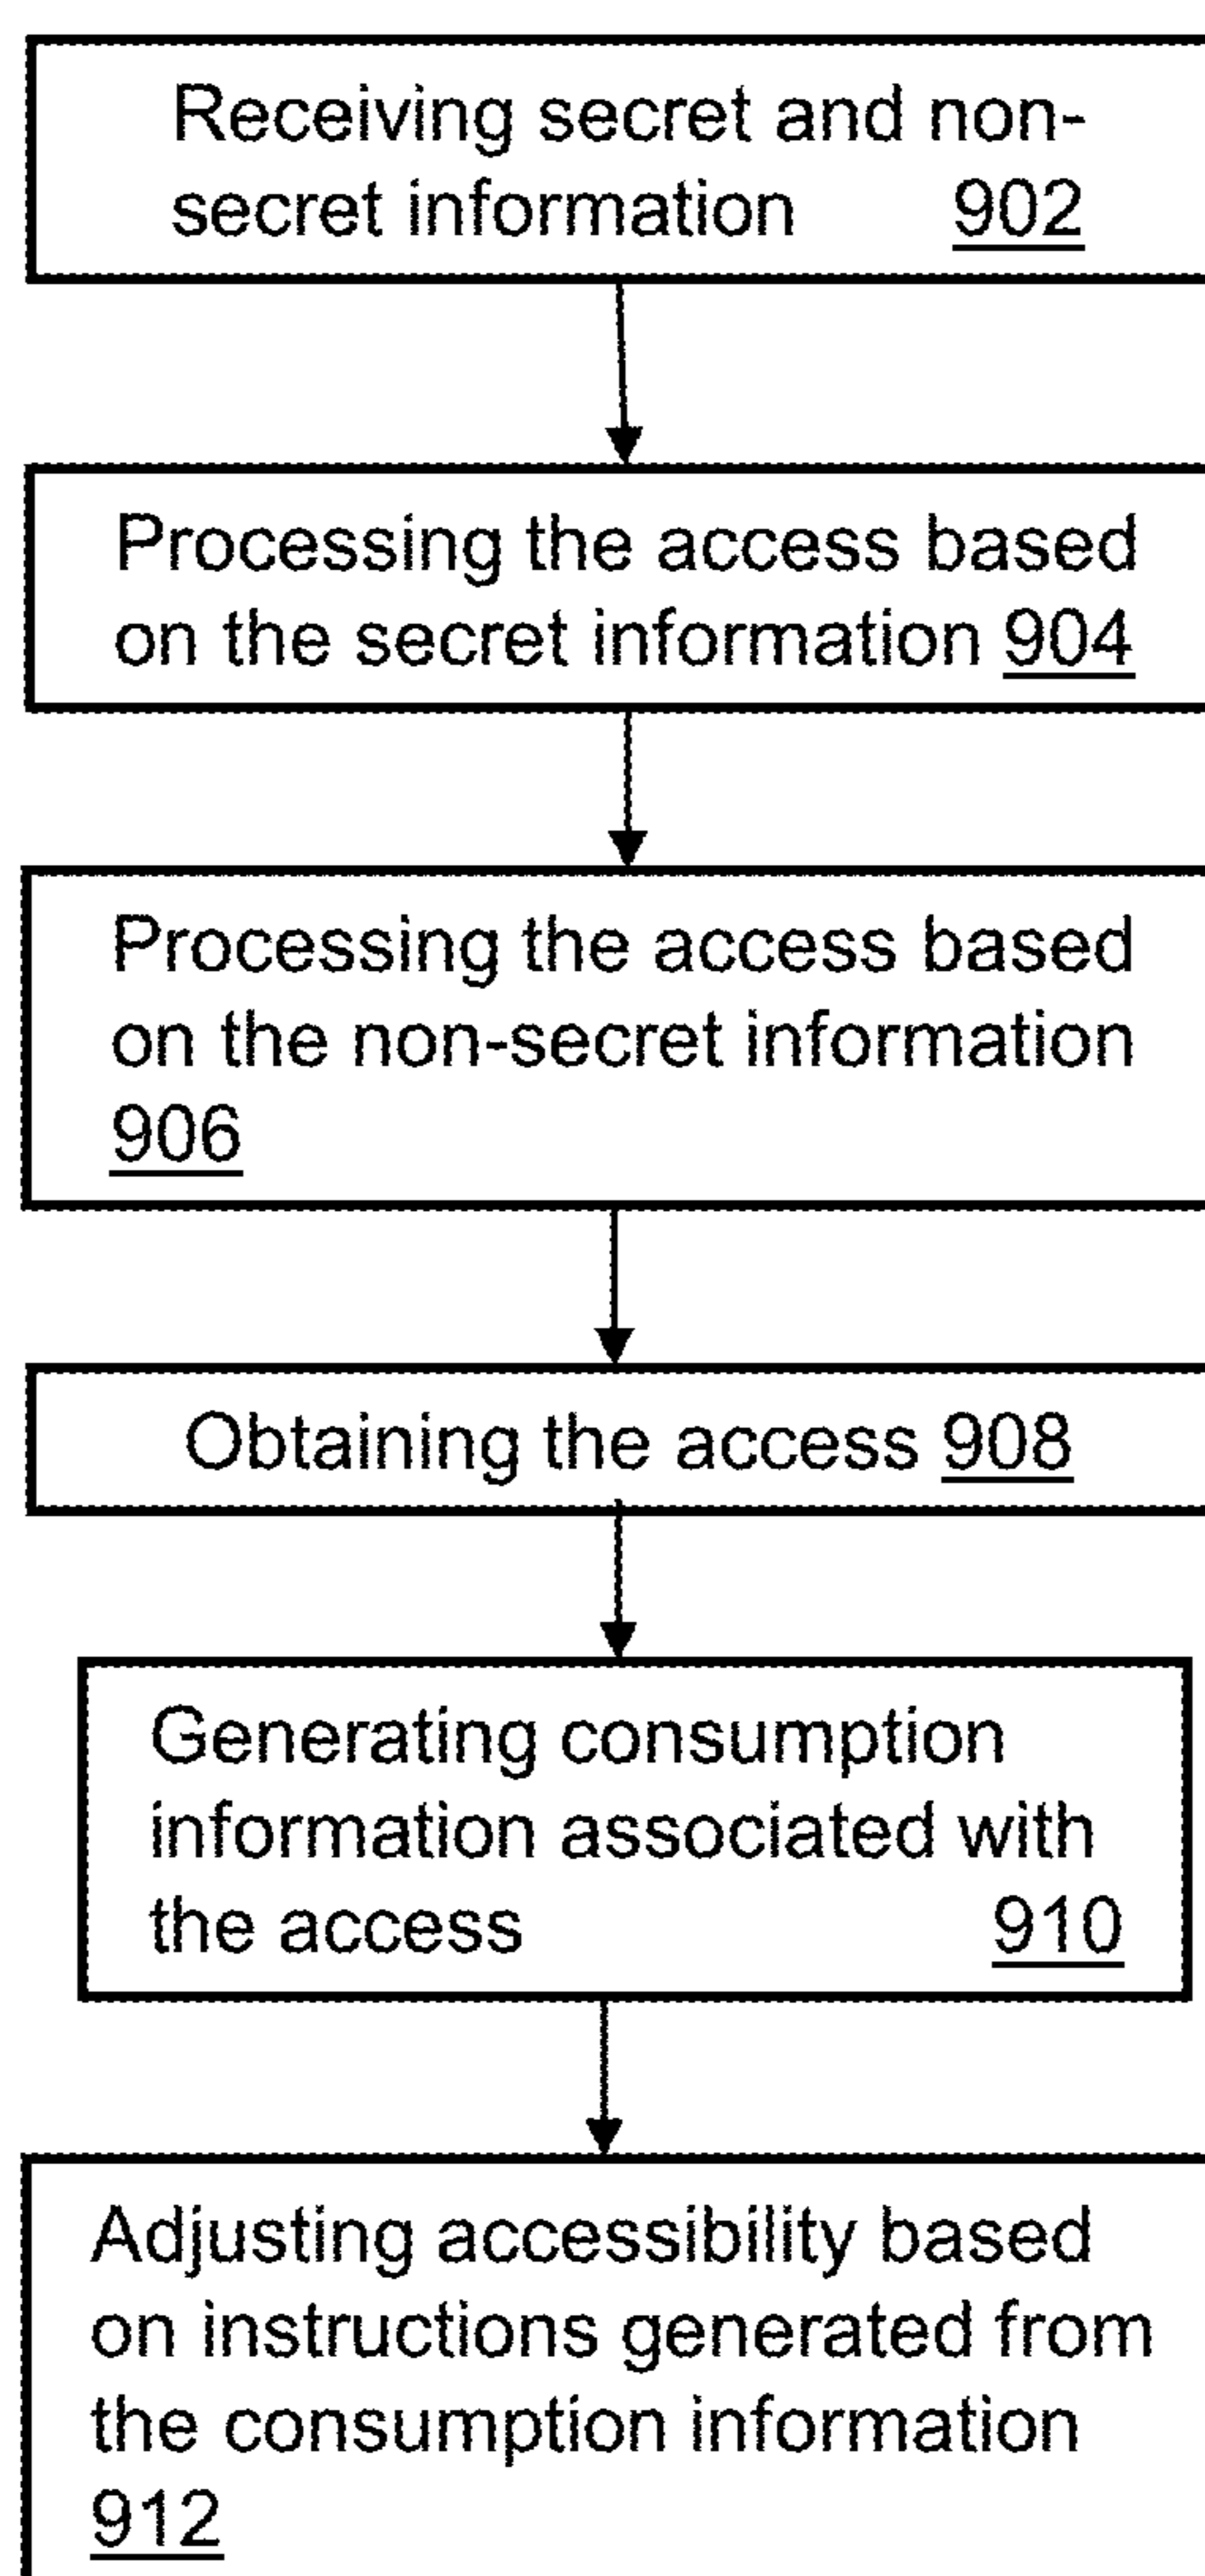 Receiving secret and non-
secret information 902
Processing the access based
on the secret information 904
Processing the access based
on the non-secret information
906
Obtaining the access 908
Generating consumption
information associated with
the access 910
Adjusting accessibility based
on instructions generated from
the consumption information
912